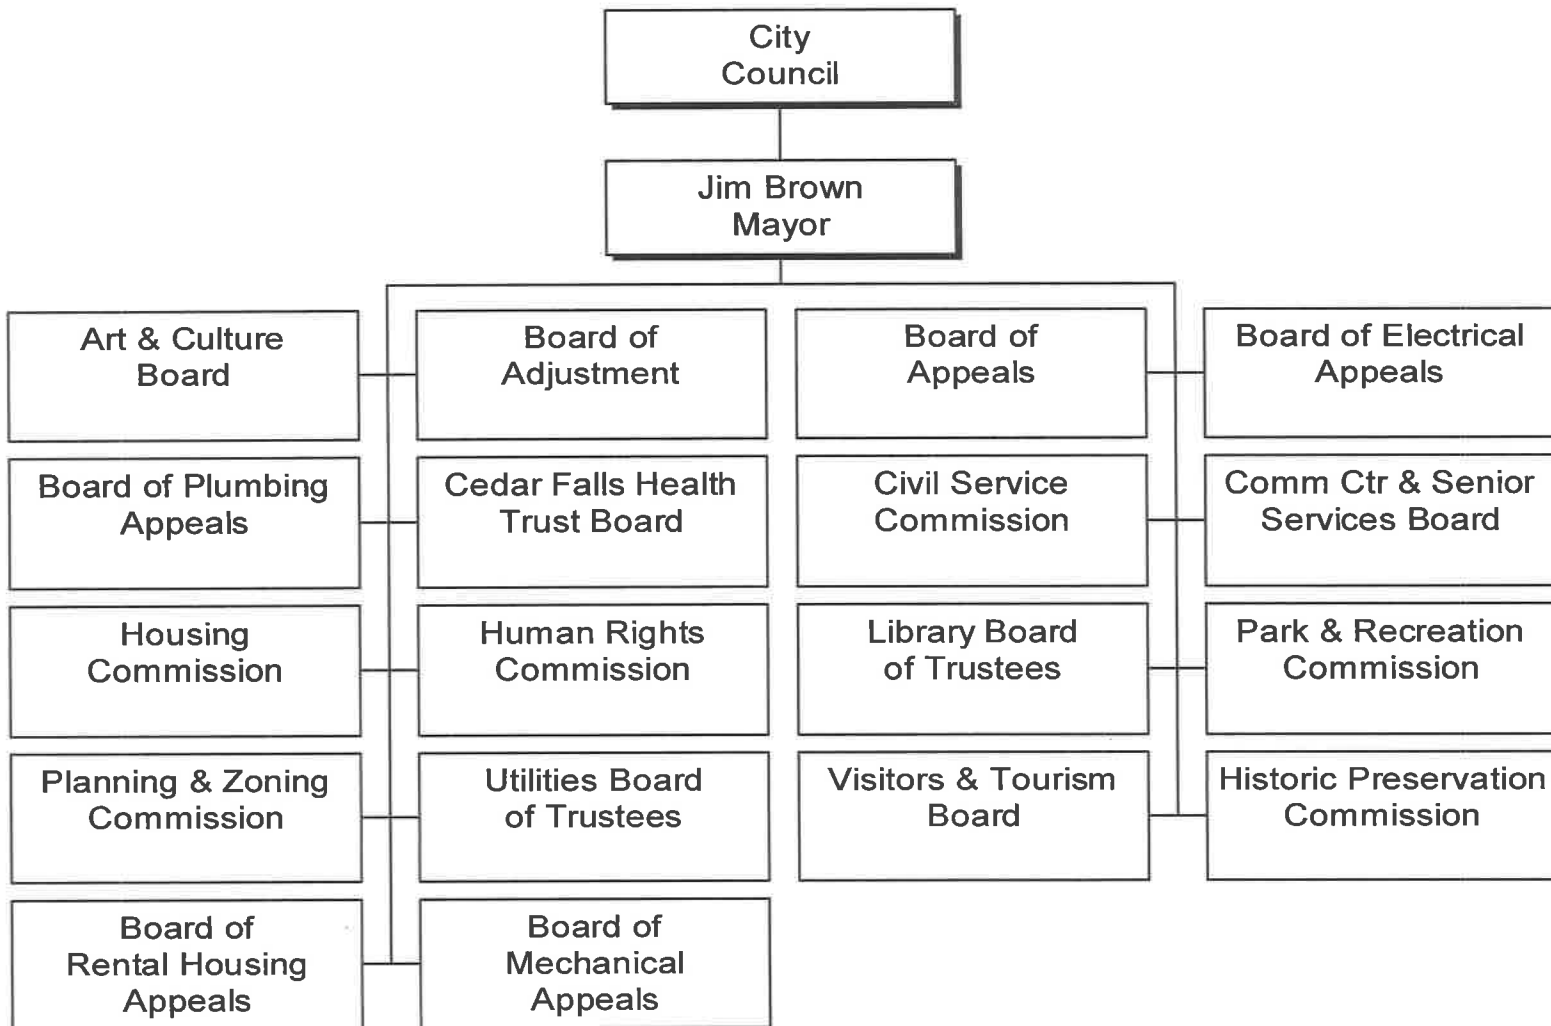 City
Council
Jim Brown
Mayor
Art & Culture
Board
Board of
Adjustment
Board of
Appeals
Board of Electrical
Appeals
Board of Plumbing
Appeals
Cedar Falls Health
Trust Board
Civil Service
Commission
Comm Ctr & Senior
Services Board
Housing
Commission
Human Rights
Commission
Library Board
of Trustees
Park & Recreation
Commission
Planning & Zoning
Commission
Utilities Board
of Trustees
Visitors & Tourism
Board
Historic Preservation
Commission
Board of
Rental Housing
Appeals
Board of
Mechanical
Appeals